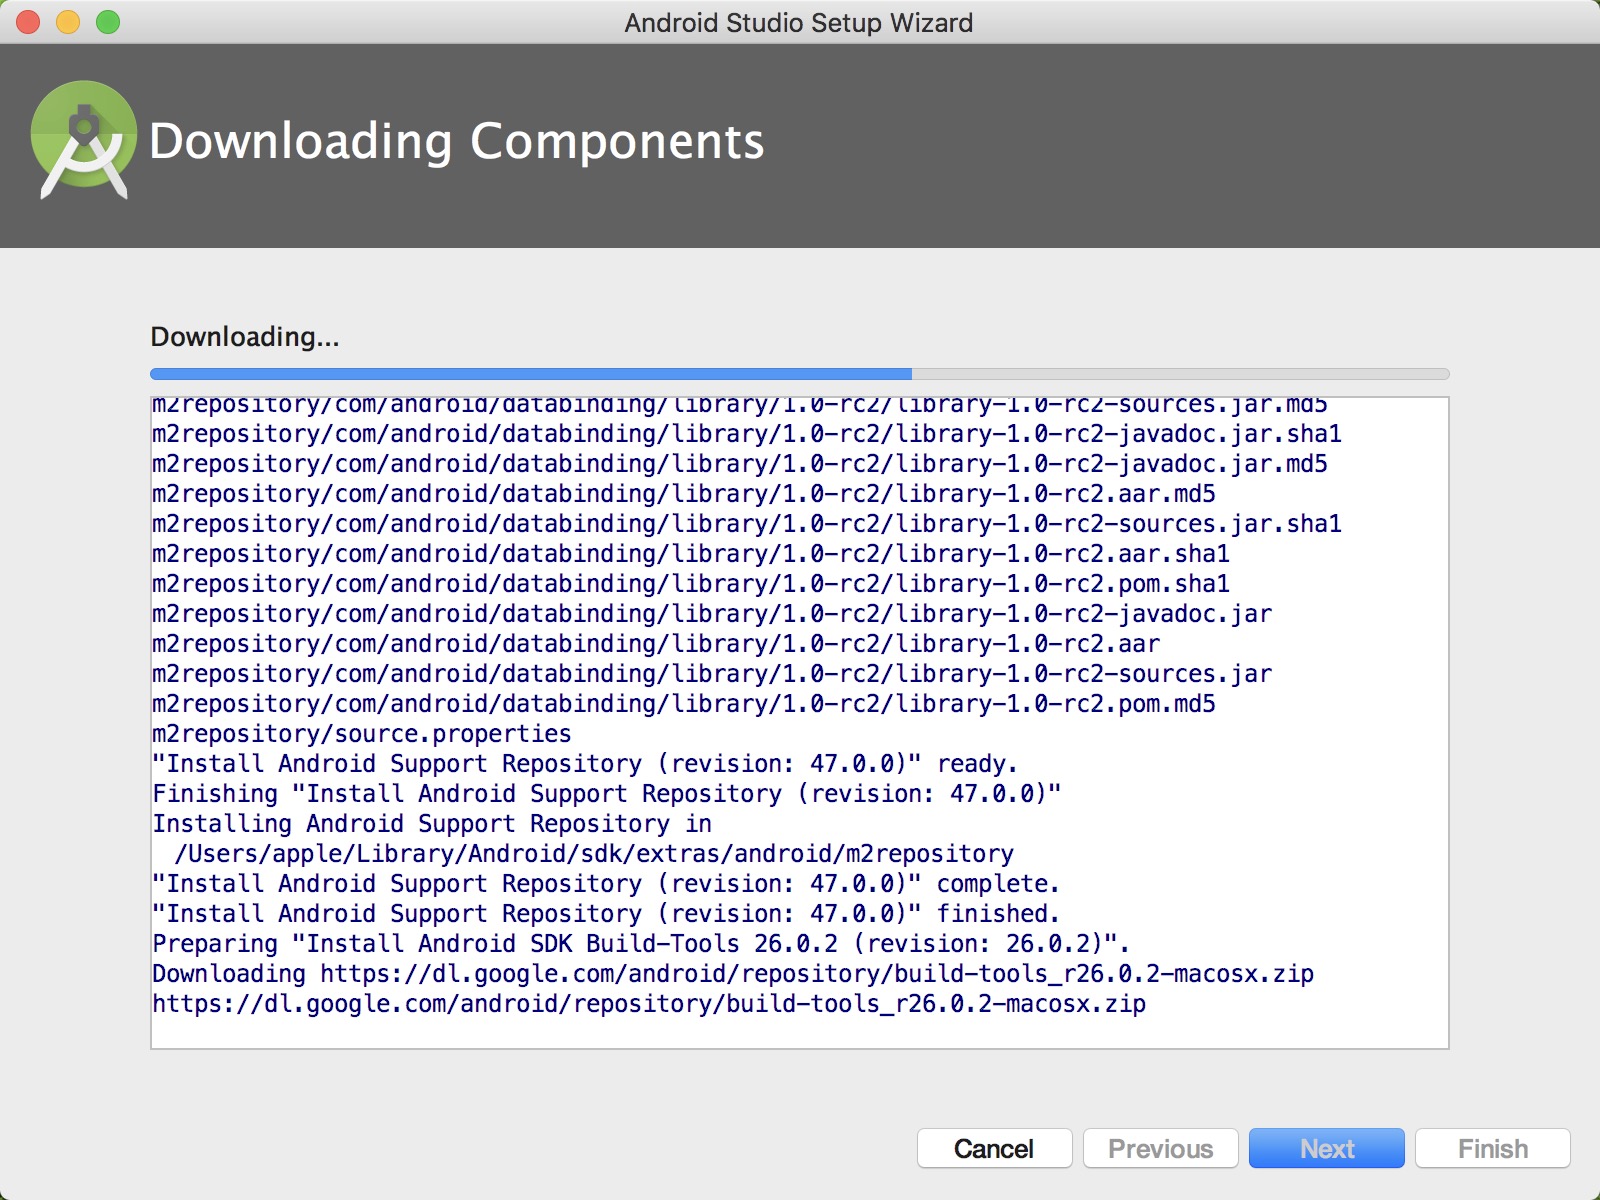 Android Studio Setup Wizard
Downloading Components
Downloading...
m2repository/com/android/databinding/library/1.0-rc2/library-1.0-rc2-sources.jar.md5
m2repository/com/android/databinding/library/1.0-rc2/library-1.0-rc2-javadoc.jar.sha1
m2repository/com/android/databinding/library/1.0-rc2/library-1.0-rc2-javadoc.jar.md5
m2repository/com/android/databinding/library/1.0-rc2/library-1.0-rc2.aar.md5
m2repository/com/android/databinding/library/1.0-rc2/library-1.0-rc2-sources.jar.sha1
m2repository/com/android/databinding/library/1.0-rc2/library-1.0-rc2.aar.sha1
m2repository/com/android/databinding/library/1.0-rc2/library-1.0-rc2.pom.sha1
m2repository/com/android/databinding/library/1.0-rc2/library-1.0-rc2-javadoc.jar
m2repository/com/android/databinding/library/1.0-rc2/library-1.0-rc2.aar
m2repository/com/android/databinding/library/1.0-rc2/library-1.0-rc2-sources.jar
m2repository/com/android/databinding/library/1.0-rc2/library-1.0-rc2.pom.md5
m2repository/source.properties
"Install Android Support Repository (revision: 47.0.0)" ready.
Finishing "Install Android Support Repository (revision: 47.0.0)"
Installing Android Support Repository in
/Users/apple/Library/Android/sdk/extras/android/m2repository
"Install Android Support Repository (revision: 47.0.0)" complete.
"Install Android Support Repository (revision: 47.0.0)" finished.
Preparing "Install Android SDK Build-Tools 26.0.2 (revision: 26.0.2)".
Downloading https://dl.google.com/android/repository/build-tools_r26.0.2-macosx.zip
https://dl.google.com/android/repository/build-tools_r26.0.2-macosx.zip
Cancel
Previous
Next
Finish